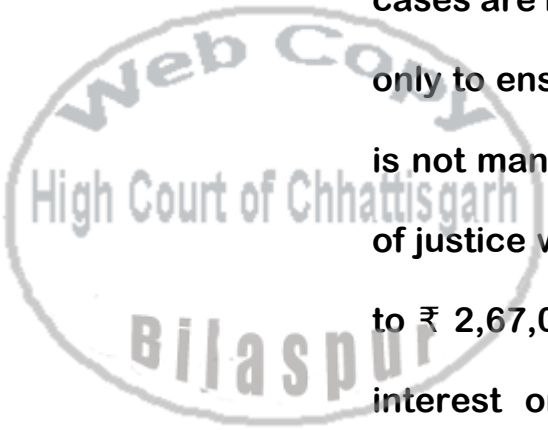 cases are
only to ens
is not man
of justice
to ₹ 2,67,0
interest
Web Copy
High Court of Chhattisgarh
Bilaspur